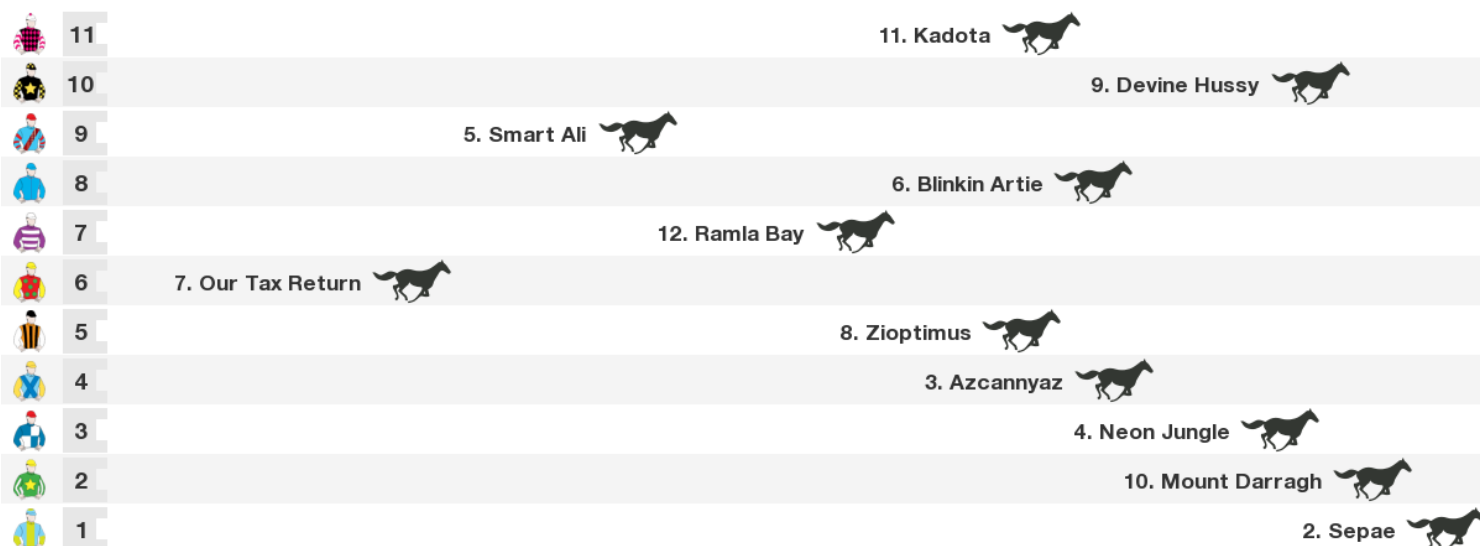 11 11. Kadota
10 9. Devine Hussy
9 5. Smart Ali
8 6. Blinkin Artie
7 12. Ramla Bay
6 7. Our Tax Return
5 8. Zioptimus
4 3. Azcannyaz
3 4. Neon Jungle
2 10. Mount Darragh
1 2. Sepae